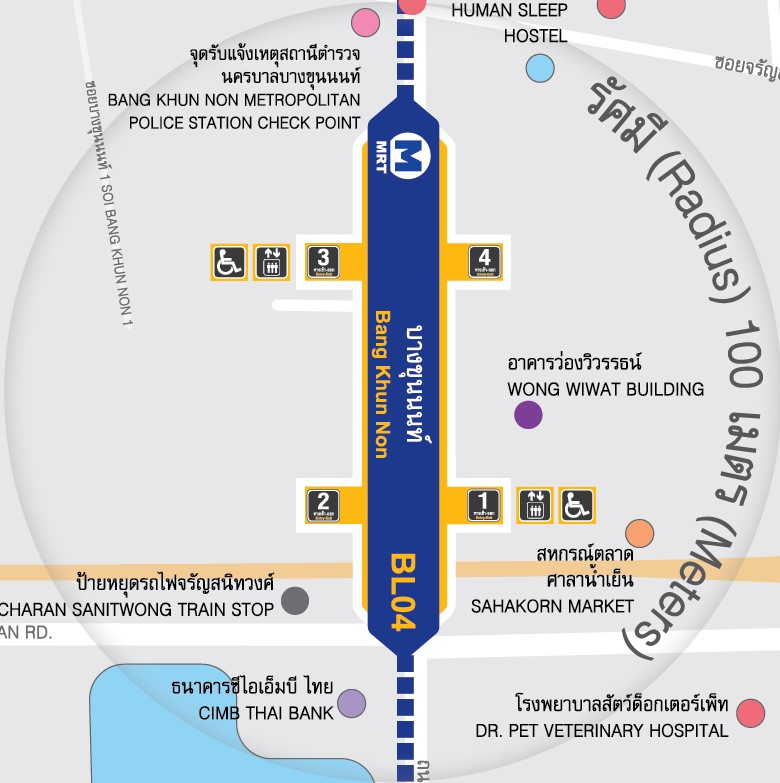 HUMAN SLEEP
HOSTEL
จุดรับแจ้งเหตุสถานีตำรวจ
นครบาลบางขุนนนท์
BANG KHUN NON METROPOLITAN
POLICE STATION CHECK POINT
ซอยบางขุนนนท์ 1 SOI BANG KHUN NON 1
รัศมี (Radius) 100 เมตร (Meters)
MRT
3
4
บางขุนนนท์
Bang Khun Non
อาคารว่องวิวรรธน์
WONG WIWAT BUILDING
2
1
BL04
สหกรณ์ตลาด
ศาลาน้ำเย็น
SAHAKORN MARKET
ป้ายหยุดรถไฟจรัญสนิทวงศ์
CHARAN SANITWONG TRAIN STOP
AN RD.
ธนาคารซีไอเอ็มบี ไทย
CIMB THAI BANK
โรงพยาบาลสัตว์ด็อกเตอร์เพ็ท
DR. PET VETERINARY HOSPITAL